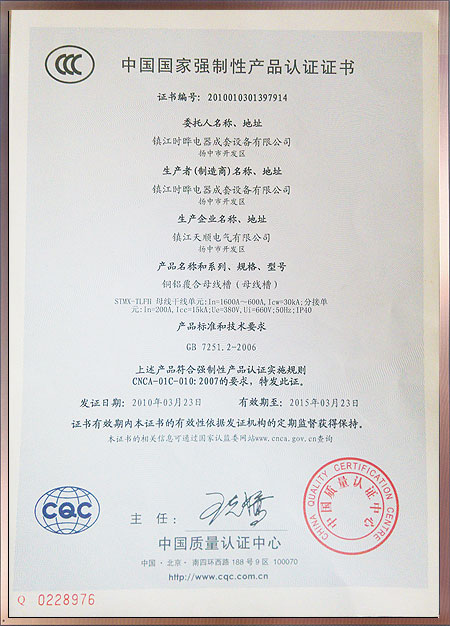 CCC
中国国家强制性产品认证证书
证书编号: 2010010301397914
委托人名称、地址
镇江时晔电器成套设备有限公司
扬中市开发区
生产者(制造商)名称、地址
镇江时晔电器成套设备有限公司
扬中市开发区
生产企业名称、地址
镇江天顺电气有限公司
扬中市开发区
产品名称和系列、规格、型号
铜铝覆合母线槽（母线槽）
STMX-TLFH 母线干线单元:In=1600A~600A,Icw=30kA;分接单
元:In=200A,Icc=15kA;Ue=380V,Ui=660V;50Hz;IP40
产品标准和技术要求
GB 7251.2-2006
上述产品符合强制性产品认证实施规则
CNCA-01C-010:2007的要求，特发此证。
发证日期: 2010年03月23日 有效期至: 2015年03月23日
证书有效期内本证书的有效性依据发证机构的定期监督获得保持。
本证书的相关信息可通过国家认监委网站www.cnca.gov.cn查询
CHINA QUALITY CERTIFICATION CENTRE
中国质量认证中心
CQC
主 任：
中国质量认证中心
中国·北京·南四环西路188号9区 100070
http://www.cqc.com.cn
Q 0228976